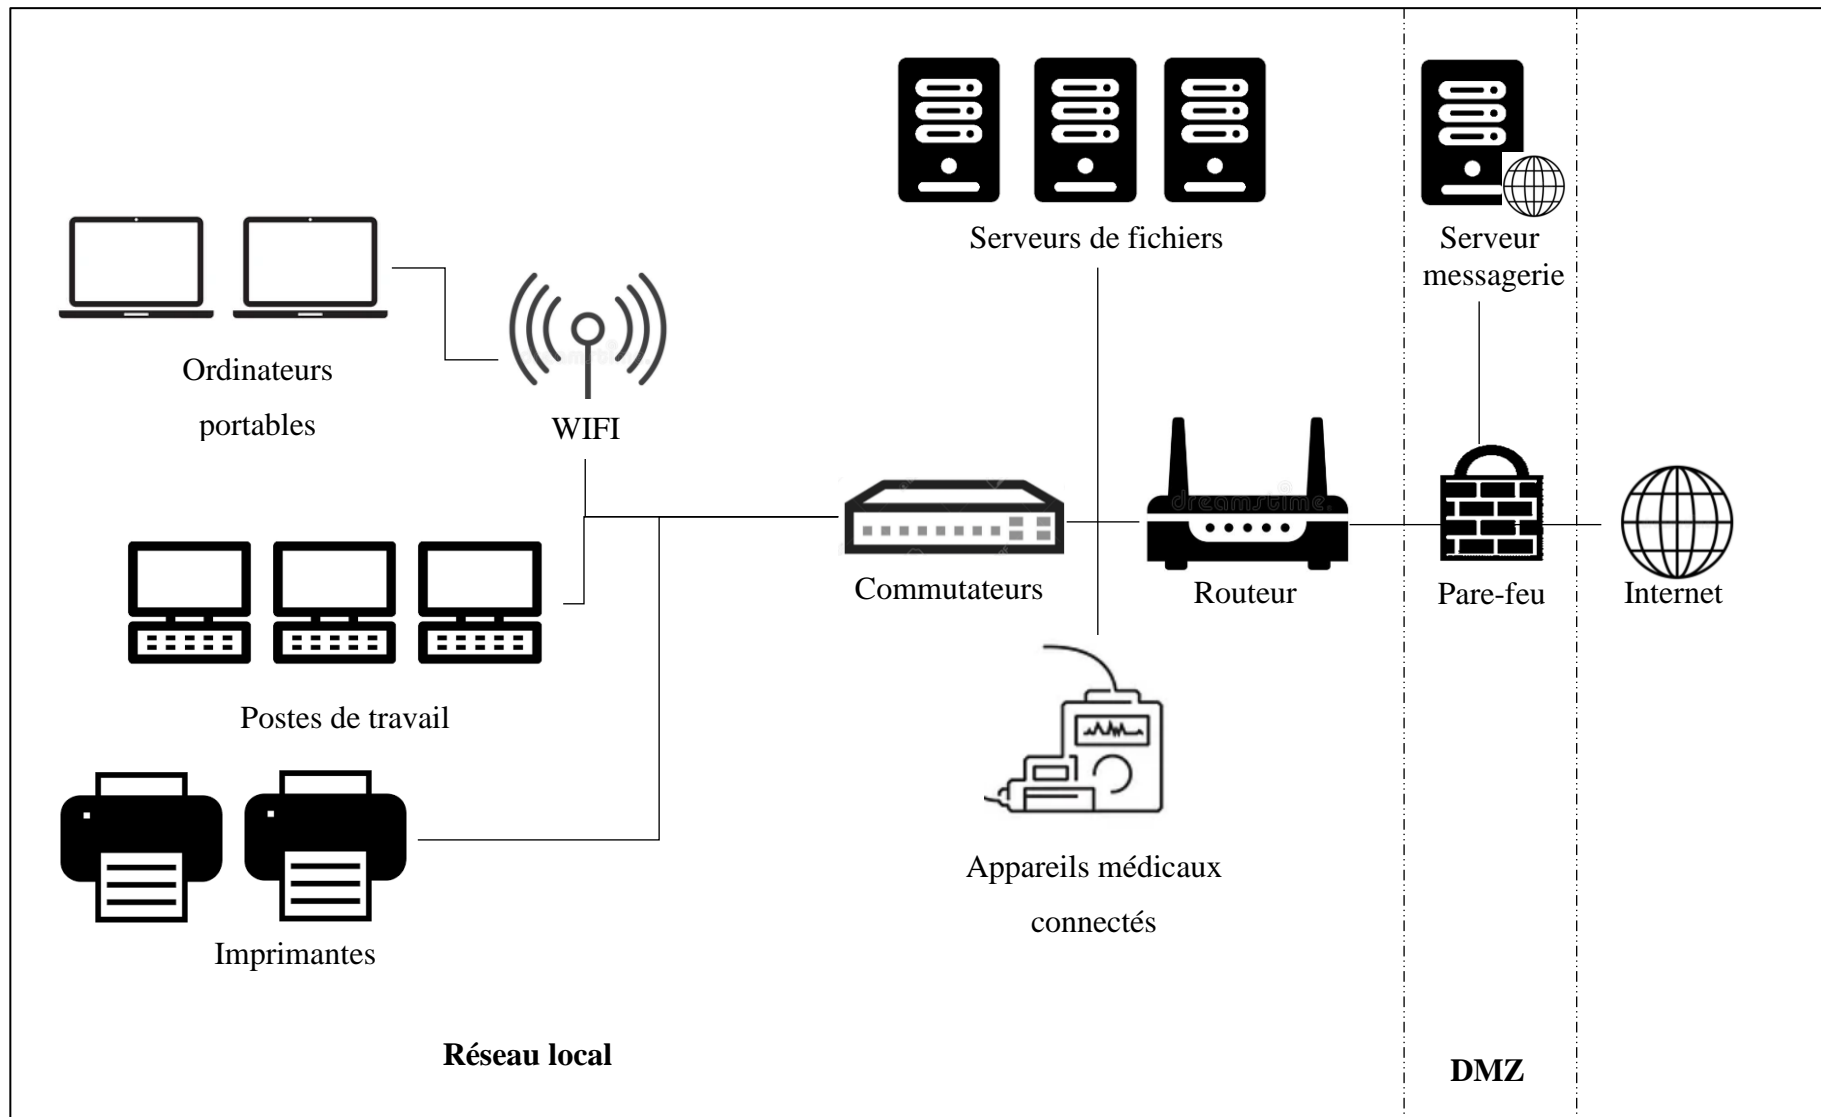 Serveurs de fichiers
Serveur
messagerie
Ordinateurs
portables
WIFI
dreamstime.
Commutateurs
Routeur
Pare-feu
Internet
Postes de travail
Appareils médicaux
connectés
Imprimantes
Réseau local
DMZ